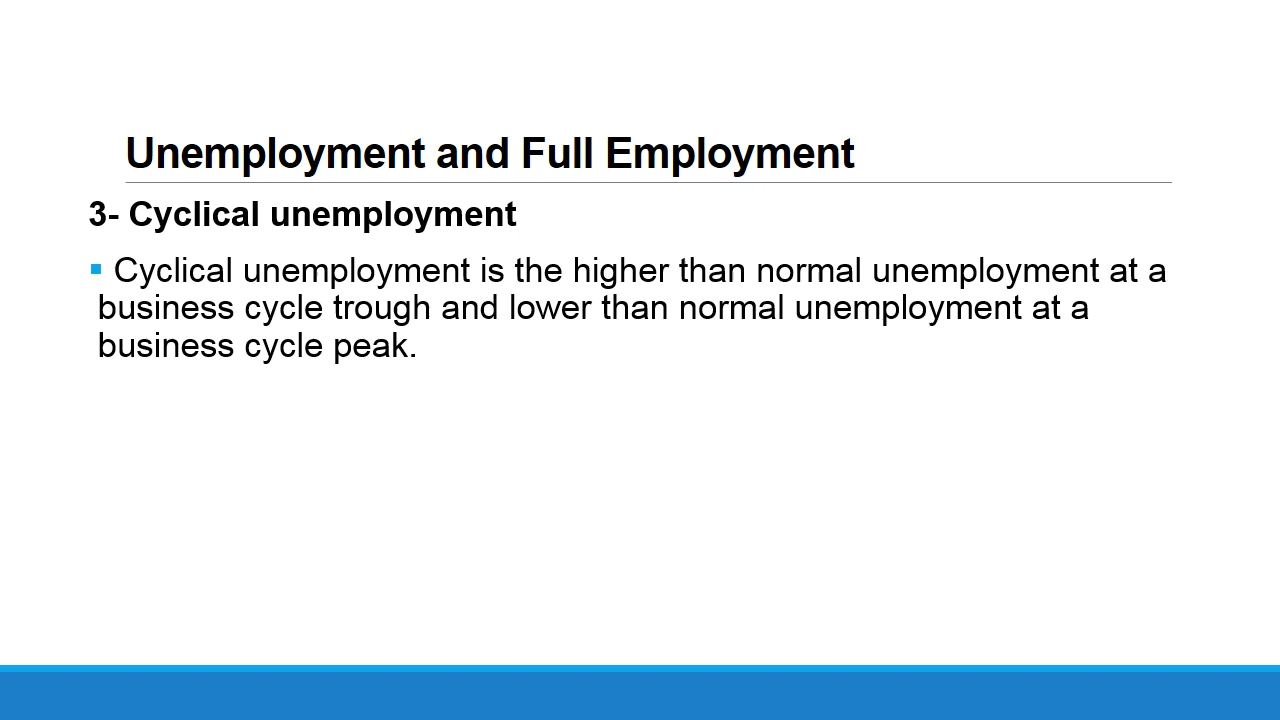 Unemployment and Full Employment
3- Cyclical unemployment
▪ Cyclical unemployment is the higher than normal unemployment at a
business cycle trough and lower than normal unemployment at a
business cycle peak.